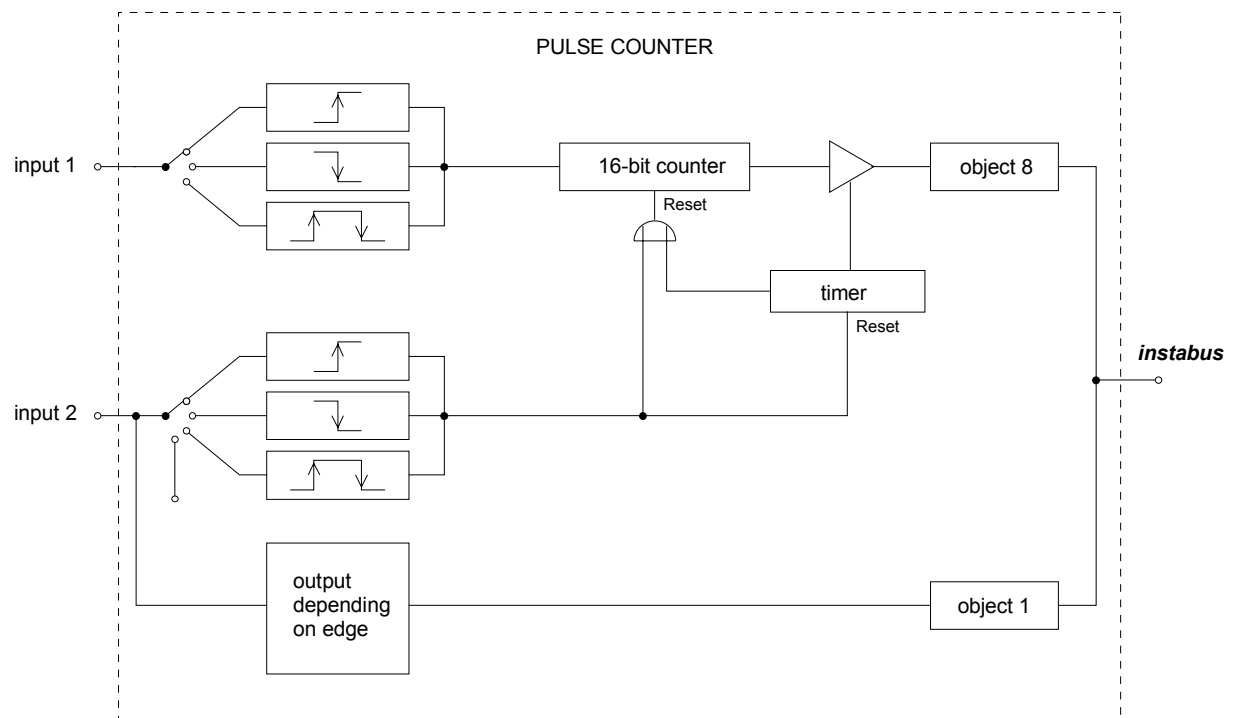 PULSE COUNTER
input 1
16-bit counter
object 8
Reset
timer
Reset
instabus
input 2
output
depending
on edge
object 1